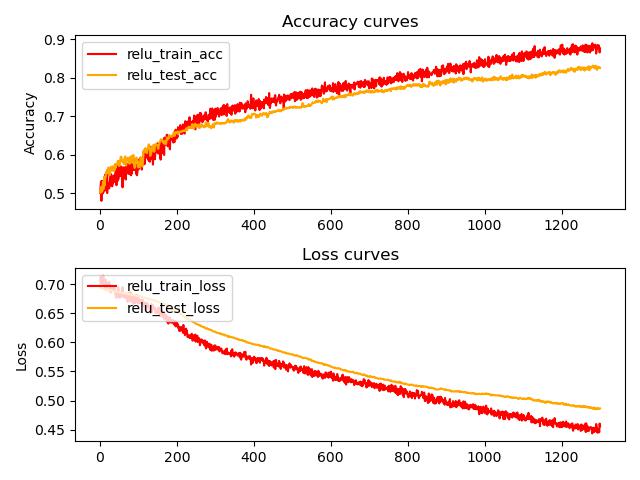 Accuracy curves
Accuracy
0.9
0.8
0.7
0.6
0.5
relu_train_acc
relu_test_acc
0 200 400 600 800 1000 1200
Loss curves
Loss
0.70
0.65
0.60
0.55
0.50
0.45
relu_train_loss
relu_test_loss
0 200 400 600 800 1000 1200